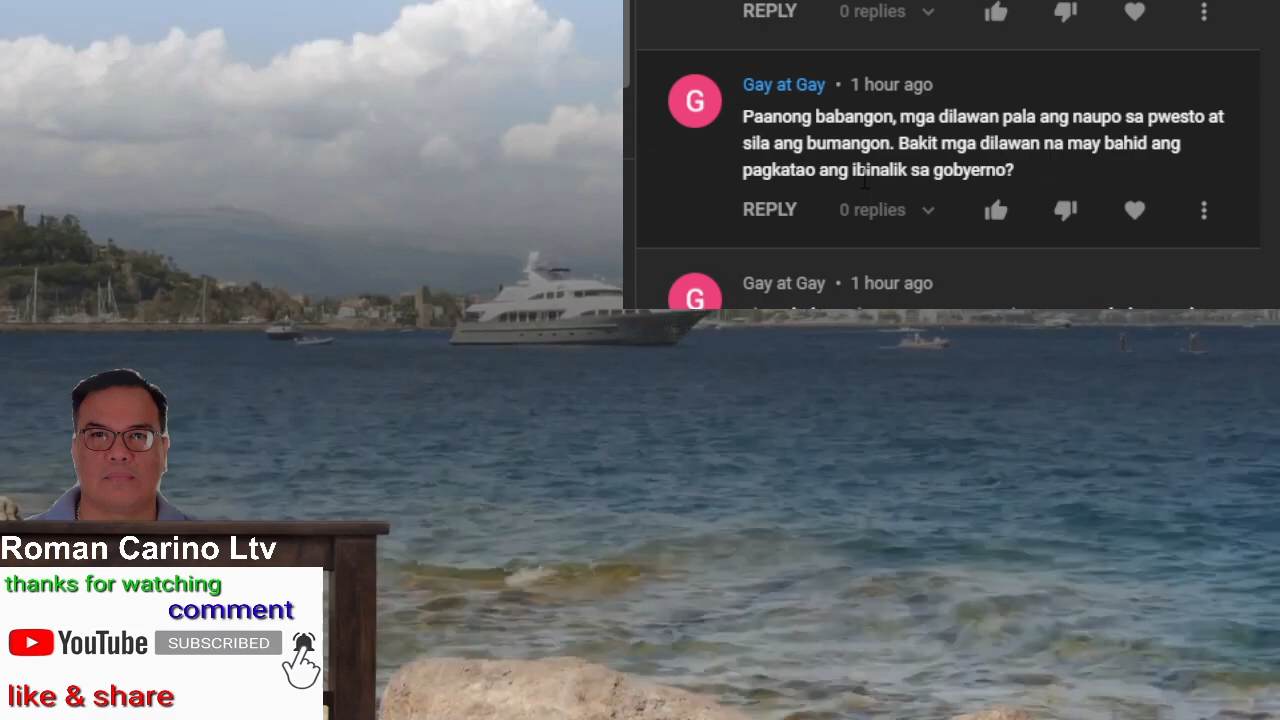 REPLY 0 replies
Gay at Gay • 1 hour ago
G
Paanong babangon, mga dilawan pala ang naupo sa pwesto at
sila ang bumangon. Bakit mga dilawan na may bahid ang
pagkatao ang ibinalik sa gobyerno?
REPLY 0 replies
Gay at Gay • 1 hour ago
G
Roman Carino Ltv
thanks for watching
comment
YouTube SUBSCRIBED
like & share